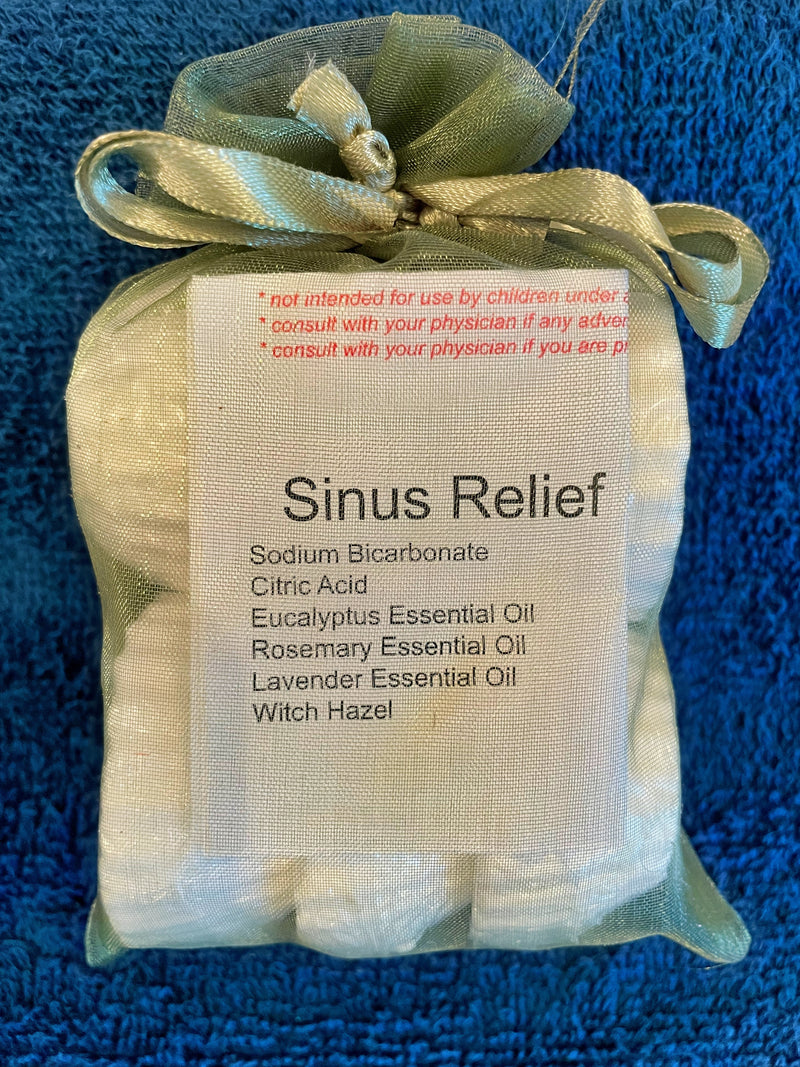 * not intended for use by children under
* consult with your physician if any
* consult with your physician if you are
Sinus Relief
Sodium Bicarbonate
Citric Acid
Eucalyptus Essential Oil
Rosemary Essential Oil
Lavender Essential Oil
Witch Hazel